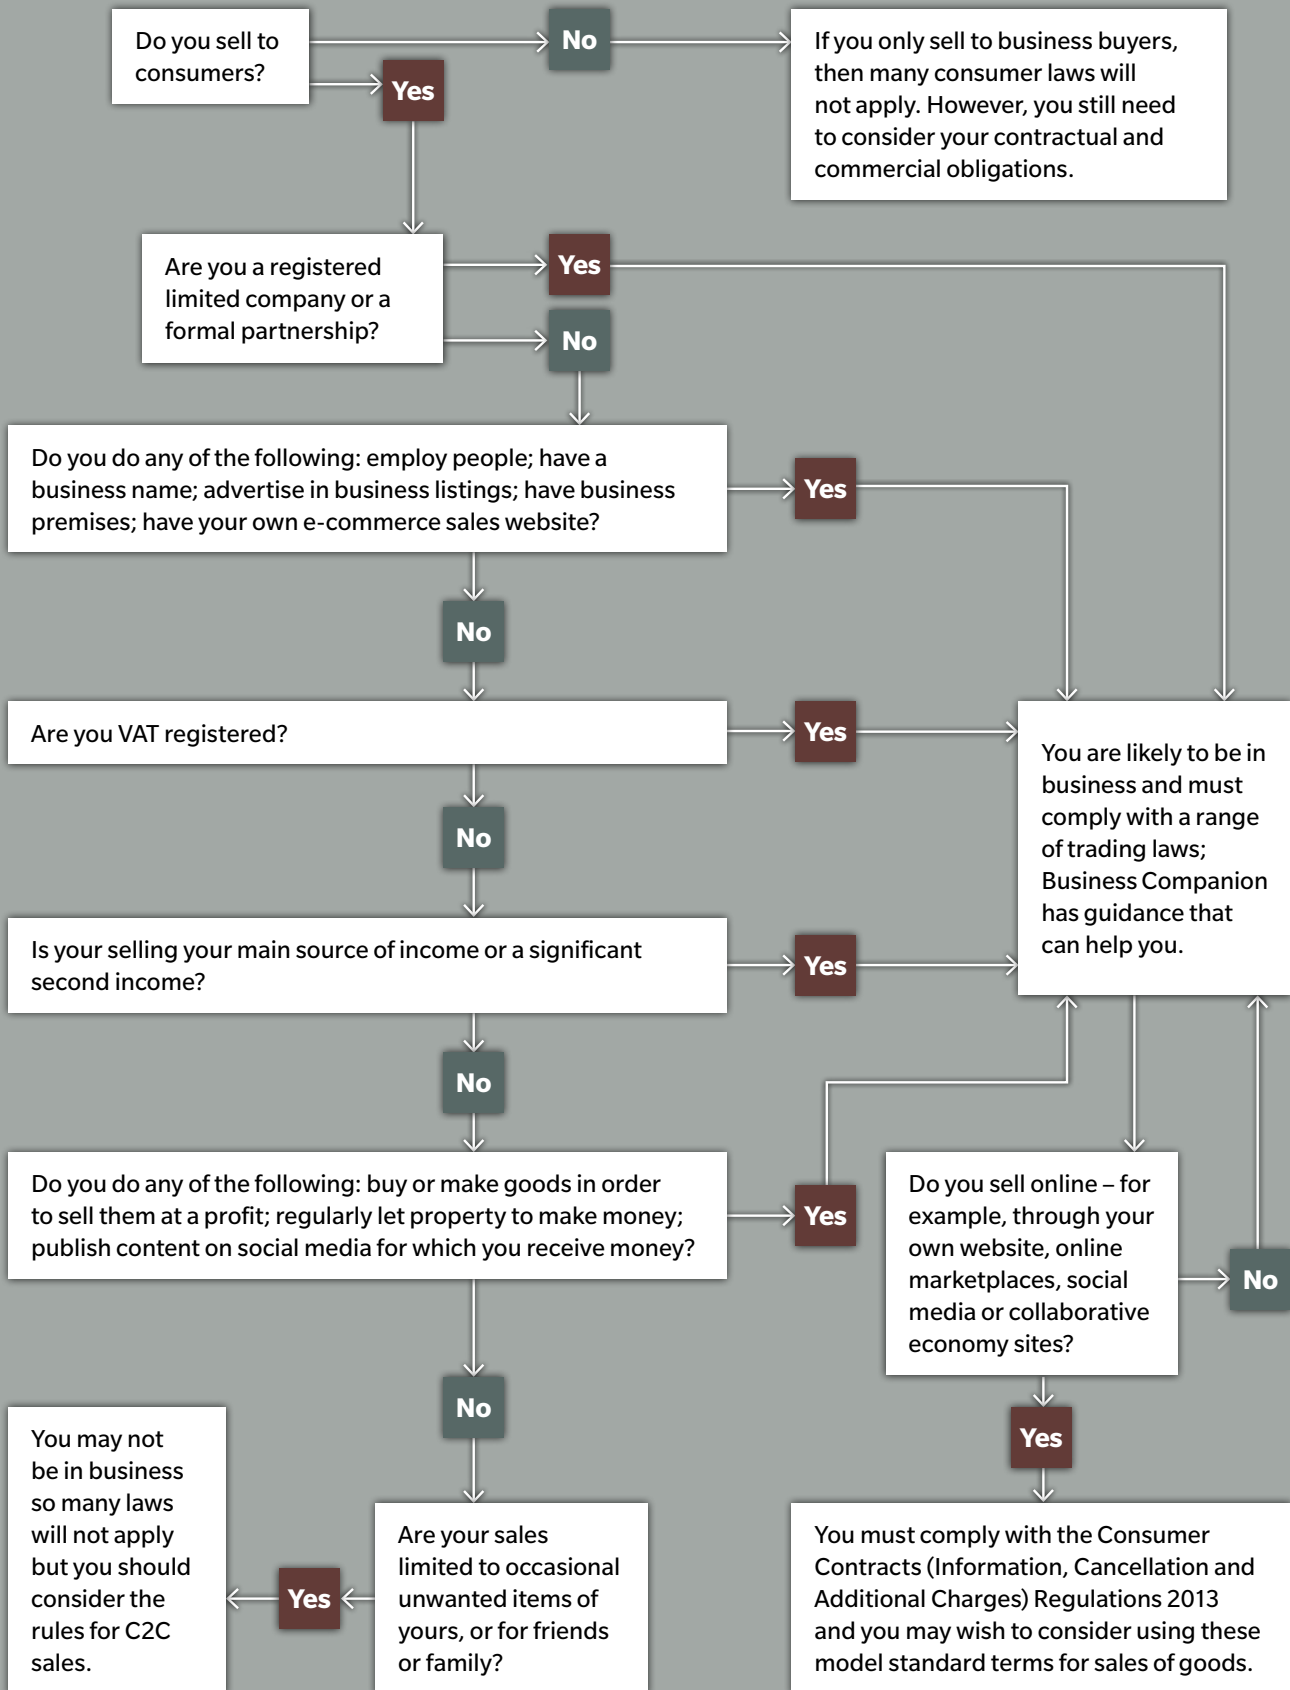 Do you sell to
consumers?
No
If you only sell to business buyers,
then many consumer laws will
not apply. However, you still need
to consider your contractual and
commercial obligations.
Yes
Are you a registered
limited company or a
formal partnership?
Yes
No
Do you do any of the following: employ people; have a
business name; advertise in business listings; have business
premises; have your own e-commerce sales website?
Yes
No
Are you VAT registered?
Yes
You are likely to be in
business and must
comply with a range
of trading laws;
Business Companion
has guidance that
can help you.
No
Is your selling your main source of income or a significant
second income?
Yes
No
Do you do any of the following: buy or make goods in order
to sell them at a profit; regularly let property to make money;
publish content on social media for which you receive money?
Yes
Do you sell online – for
example, through your
own website, online
marketplaces, social
media or collaborative
economy sites?
No
No
Yes
You may not
be in business
so many laws
will not apply
but you should
consider the
rules for C2C
sales.
Yes
Are your sales
limited to occasional
unwanted items of
yours, or for friends
or family?
You must comply with the Consumer
Contracts (Information, Cancellation and
Additional Charges) Regulations 2013
and you may wish to consider using these
model standard terms for sales of goods.